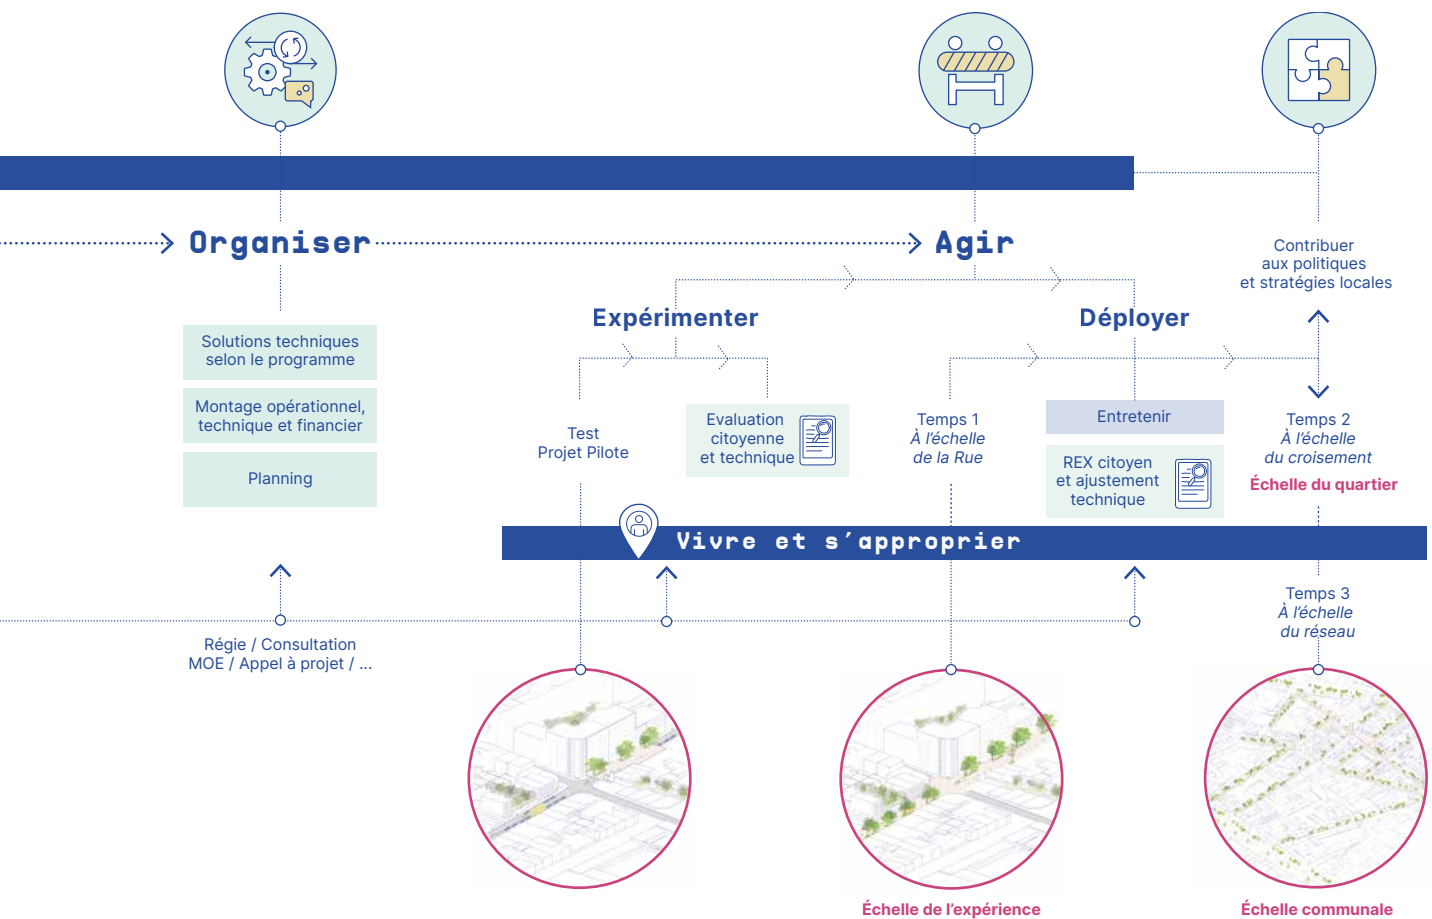 Organiser
Agir
Contribuer
aux politiques
et stratégies locales
Expérimenter
Déployer
Solutions techniques
selon le programme
Montage opérationnel,
technique et financier
Planning
Test
Projet Pilote
Evaluation
citoyenne
et technique
Temps 1
À l’échelle
de la Rue
Entretenir
REX citoyen
et ajustement
technique
Temps 2
À l’échelle
du croisement
Échelle du quartier
Vivre et s’approprier
Temps 3
À l’échelle
du réseau
Régie / Consultation
MOE / Appel à projet / ...
Échelle de l’expérience
Échelle communale